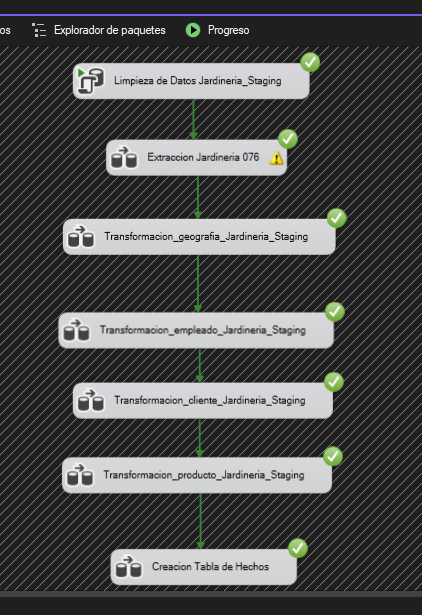 os
Explorador de paquetes
Progreso
Limpieza de Datos Jardineria_Staging
Extraccion Jardineria 076
Transformacion_geografia_Jardineria_Staging
Transformacion_empleado_Jardineria_Staging
Transformacion_cliente_Jardineria_Staging
Transformacion_producto_Jardineria_Staging
Creacion Tabla de Hechos